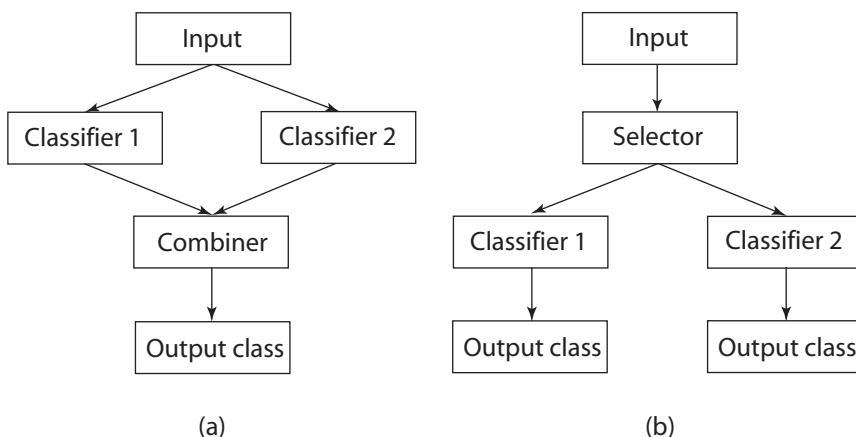 Input
Classifier 1
Classifier 2
Combiner
Output class
(a)
Input
Selector
Classifier 1
Classifier 2
Output class
Output class
(b)